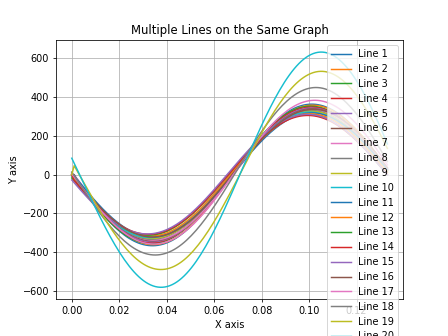 Multiple Lines on the Same Graph
600
400
200
0
−200
−400
−600
Y axis
0.00
0.02
0.04
0.06
0.08
0.10
X axis
Line 1
Line 2
Line 3
Line 4
Line 5
Line 6
Line 7
Line 8
Line 9
Line 10
Line 11
Line 12
Line 13
Line 14
Line 15
Line 16
Line 17
Line 18
Line 19
Line 20